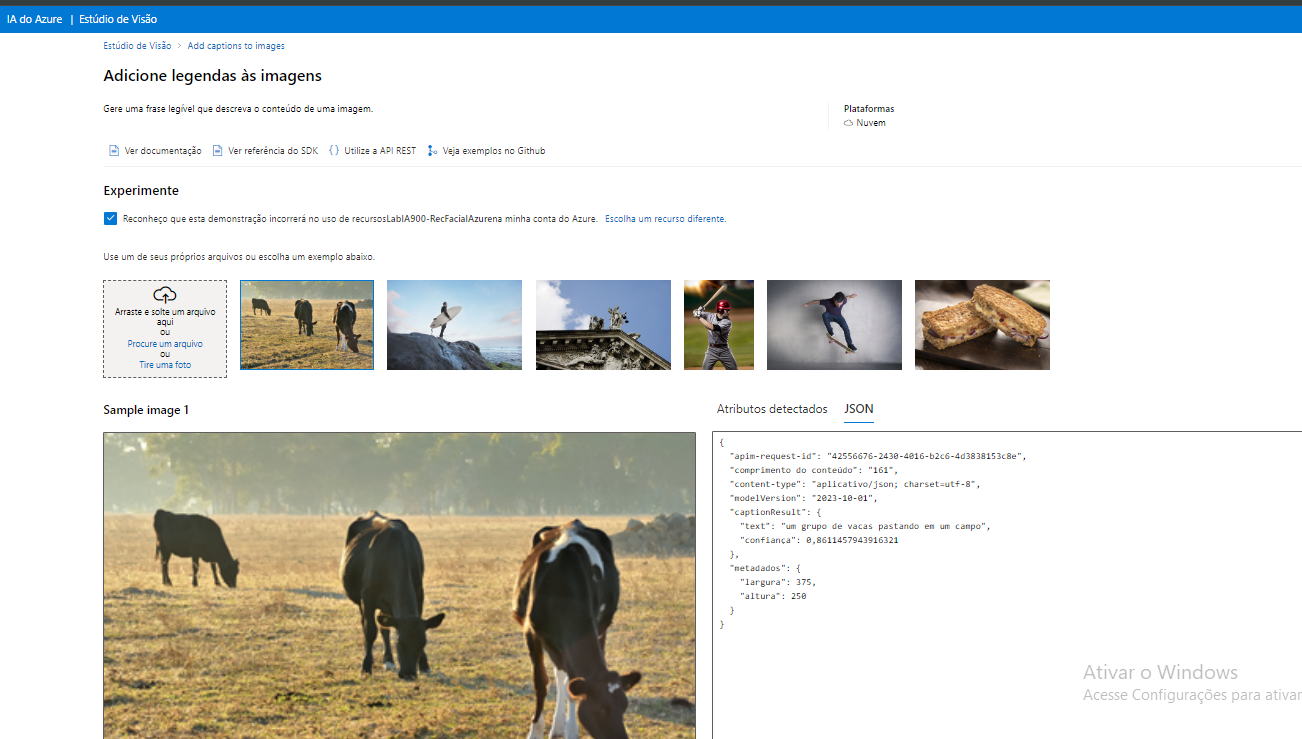 IA do Azure | Estúdio de Visão
Estúdio de Visão > Add captions to images
Adicione legendas às imagens
Gere uma frase legível que descreva o conteúdo de uma imagem.
Plataformas
Nuvem
Ver documentação Ver referência do SDK {} Utilize a API REST Veja exemplos no Github
Experimente
Reconheço que esta demonstração incorrerá no uso de recursosLabIA900-RecFacialAzurena minha conta do Azure. Escolha um recurso diferente.
Use um de seus próprios arquivos ou escolha um exemplo abaixo.
Arraste e solte um arquivo
aqui
ou
Procure um arquivo
ou
Tire uma foto
Sample image 1
Atributos detectados JSON
{
"apim-request-id": "42556676-2430-4016-b2c6-4d3838153c8e",
"comprimento do conteúdo": "161",
"content-type": "aplicativo/json; charset=utf-8",
"modelVersion": "2023-10-01",
"captionResult": {
"text": "um grupo de vacas pastando em um campo",
"confiança": 0,8611457943916321
},
"metadados": {
"largura": 375,
"altura": 250
}
}
Ativar o Windows
Acesse Configurações para ativar